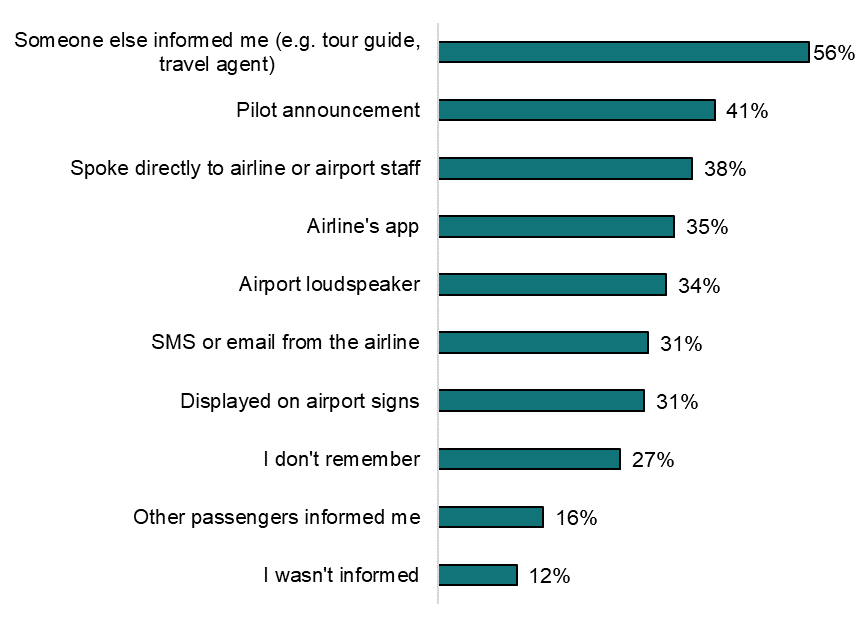 Someone else informed me (e.g. tour guide,
travel agent)
56%
Pilot announcement
41%
Spoke directly to airline or airport staff
38%
Airline's app
35%
Airport loudspeaker
34%
SMS or email from the airline
31%
Displayed on airport signs
31%
I don't remember
27%
Other passengers informed me
16%
I wasn't informed
12%